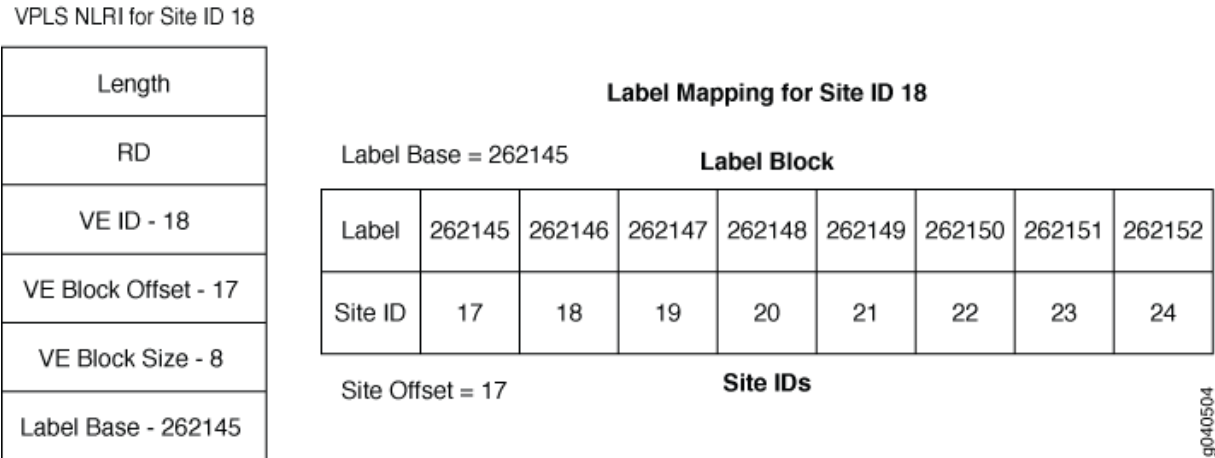 VPLS NLRI for Site ID 18
Length
RD
VE ID - 18
VE Block Offset - 17
VE Block Size - 8
Label Base - 262145
Label Mapping for Site ID 18
Label Base = 262145
Label Block
Label 262145 262146 262147 262148 262149 262150 262151 262152
Site ID 17 18 19 20 21 22 23 24
Site Offset = 17
Site IDs
g040504